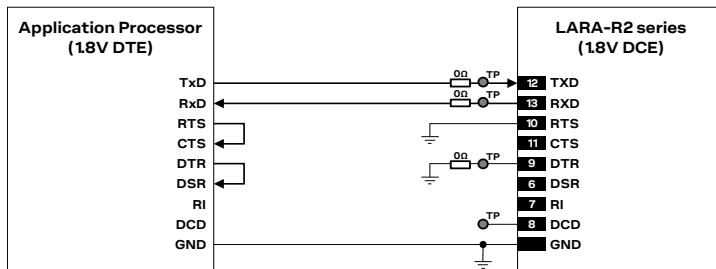 Application Processor
(1.8V DTE)
LARA-R2 series
(1.8V DCE)
TxD
0Ω
TP
12
TXD
RxD
0Ω
TP
13
RXD
RTS
10
RTS
CTS
11
CTS
DTR
0Ω
TP
9
DTR
DSR
6
DSR
RI
7
RI
DCD
TP
8
DCD
GND
GND